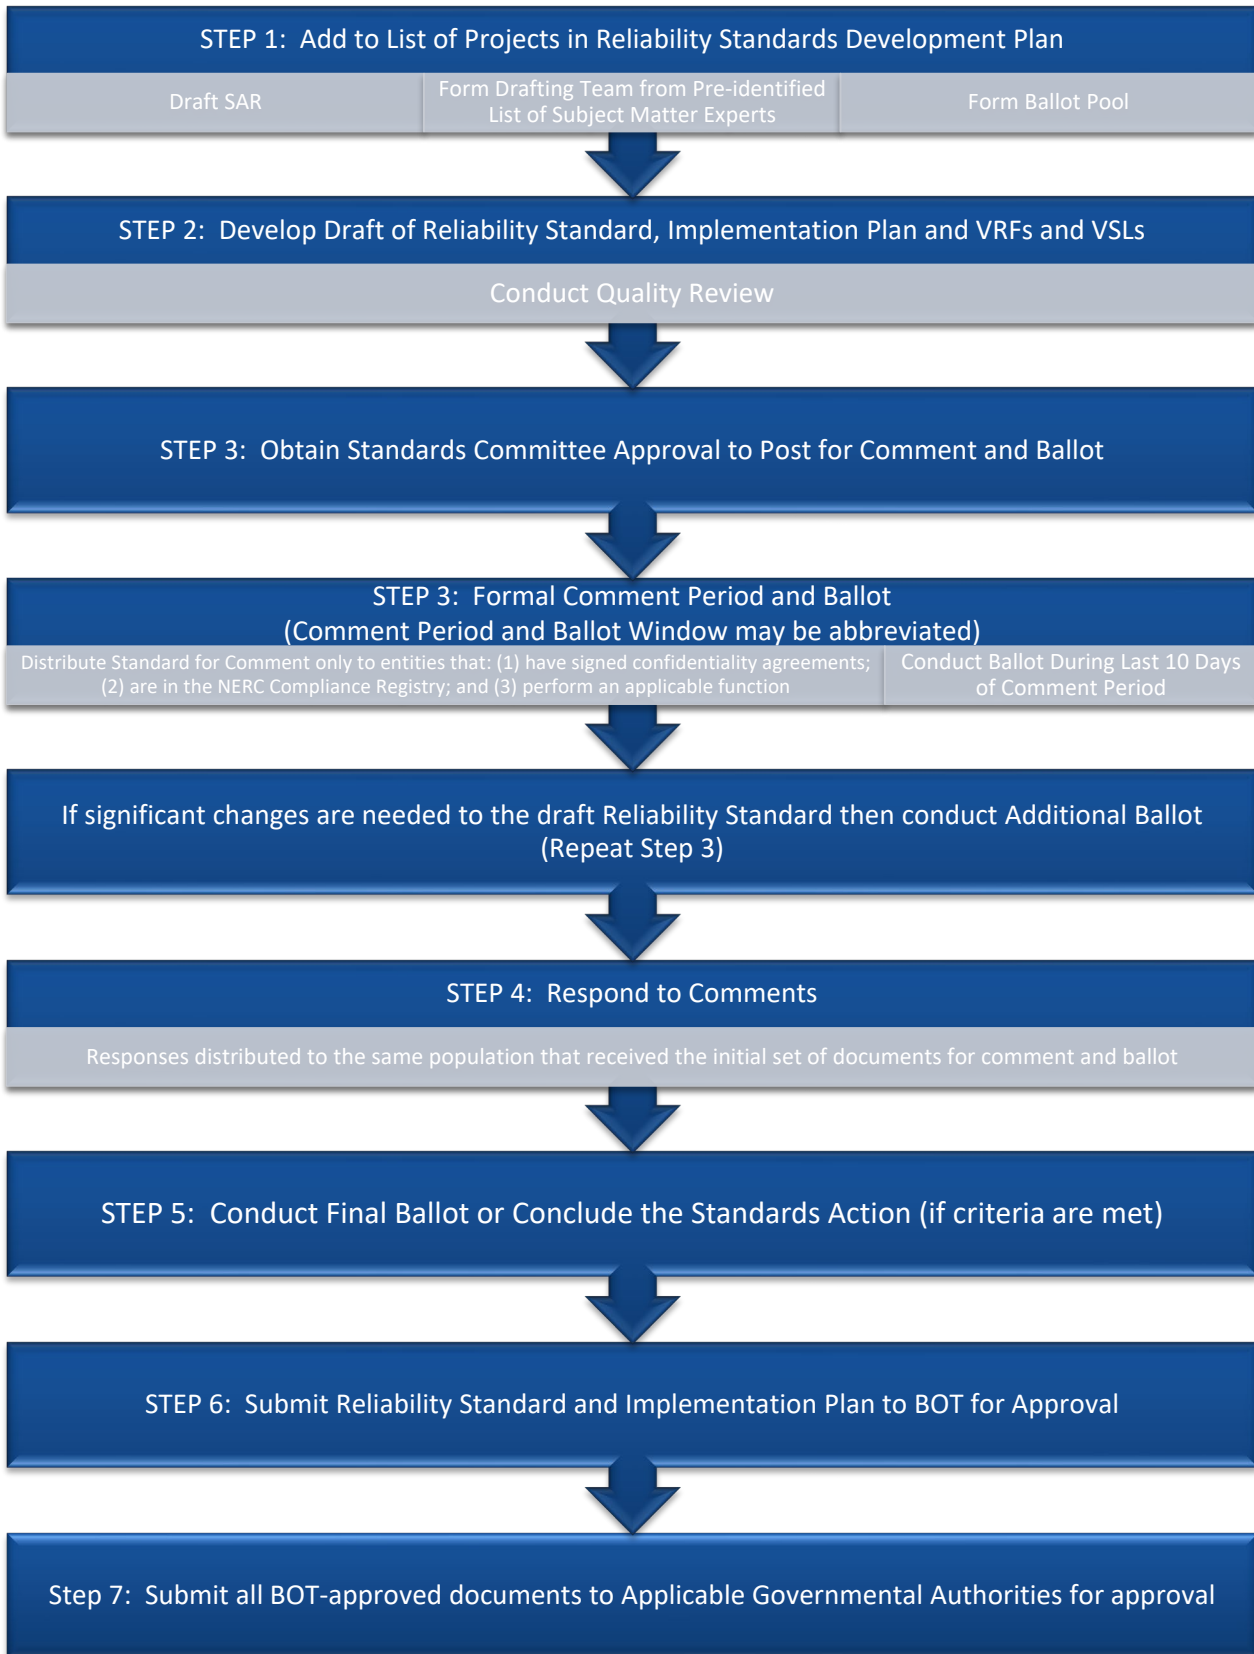 STEP 1: Add to List of Projects in Reliability Standards Development Plan
Draft SAR
Form Drafting Team from Pre-identified
List of Subject Matter Experts
Form Ballot Pool
STEP 2: Develop Draft of Reliability Standard, Implementation Plan and VRFs and VSLs
Conduct Quality Review
STEP 3: Obtain Standards Committee Approval to Post for Comment and Ballot
STEP 3: Formal Comment Period and Ballot
(Comment Period and Ballot Window may be abbreviated)
Distribute Standard for Comment only to entities that: (1) have signed confidentiality agreements;
(2) are in the NERC Compliance Registry; and (3) perform an applicable function
Conduct Ballot During Last 10 Days
of Comment Period
If significant changes are needed to the draft Reliability Standard then conduct Additional Ballot
(Repeat Step 3)
STEP 4: Respond to Comments
Responses distributed to the same population that received the initial set of documents for comment and ballot
STEP 5: Conduct Final Ballot or Conclude the Standards Action (if criteria are met)
STEP 6: Submit Reliability Standard and Implementation Plan to BOT for Approval
Step 7: Submit all BOT-approved documents to Applicable Governmental Authorities for approval